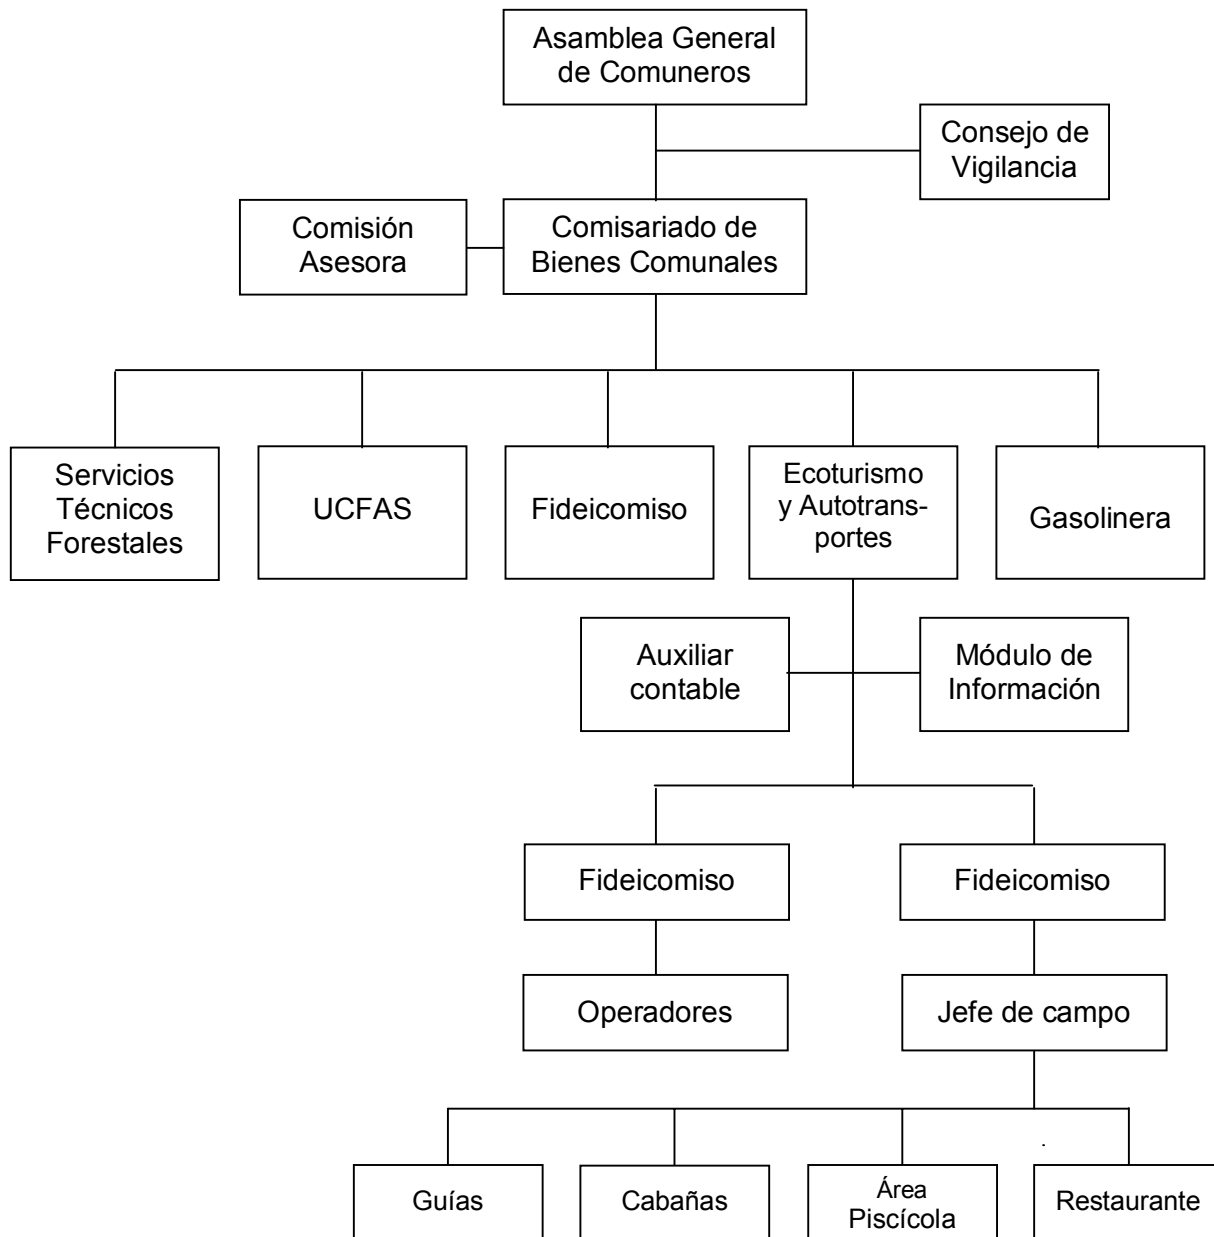 Asamblea General
de Comuneros
Consejo de
Vigilancia
Comisión
Asesora
Comisariado de
Bienes Comunales
Servicios
Técnicos
Forestales
UCFAS
Fideicomiso
Ecoturismo
y Autotrans-
portes
Gasolinera
Auxiliar
contable
Módulo de
Información
Fideicomiso
Fideicomiso
Operadores
Jefe de campo
Guías
Cabañas
Área
Piscícola
Restaurante